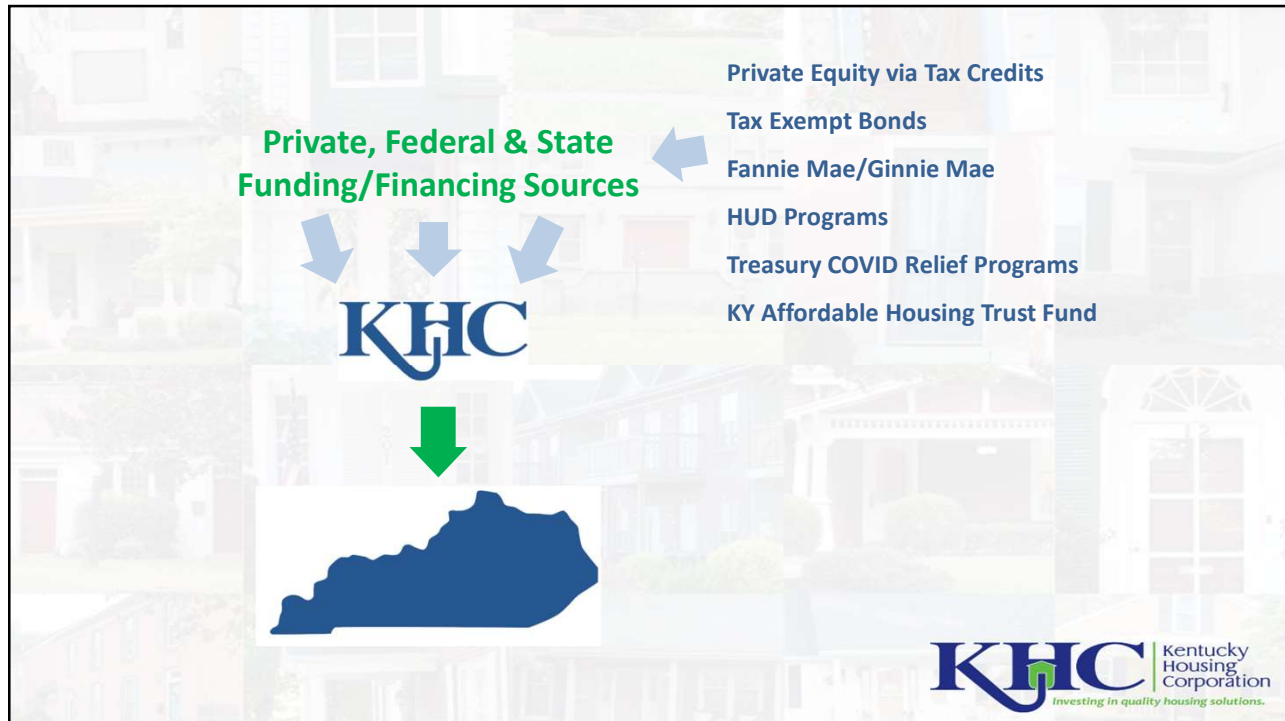 Private, Federal & State
Funding/Financing Sources
Private Equity via Tax Credits
Tax Exempt Bonds
Fannie Mae/Ginnie Mae
HUD Programs
Treasury COVID Relief Programs
KY Affordable Housing Trust Fund
KHC
KHC
Kentucky
Housing
Corporation
Investing in quality housing solutions.